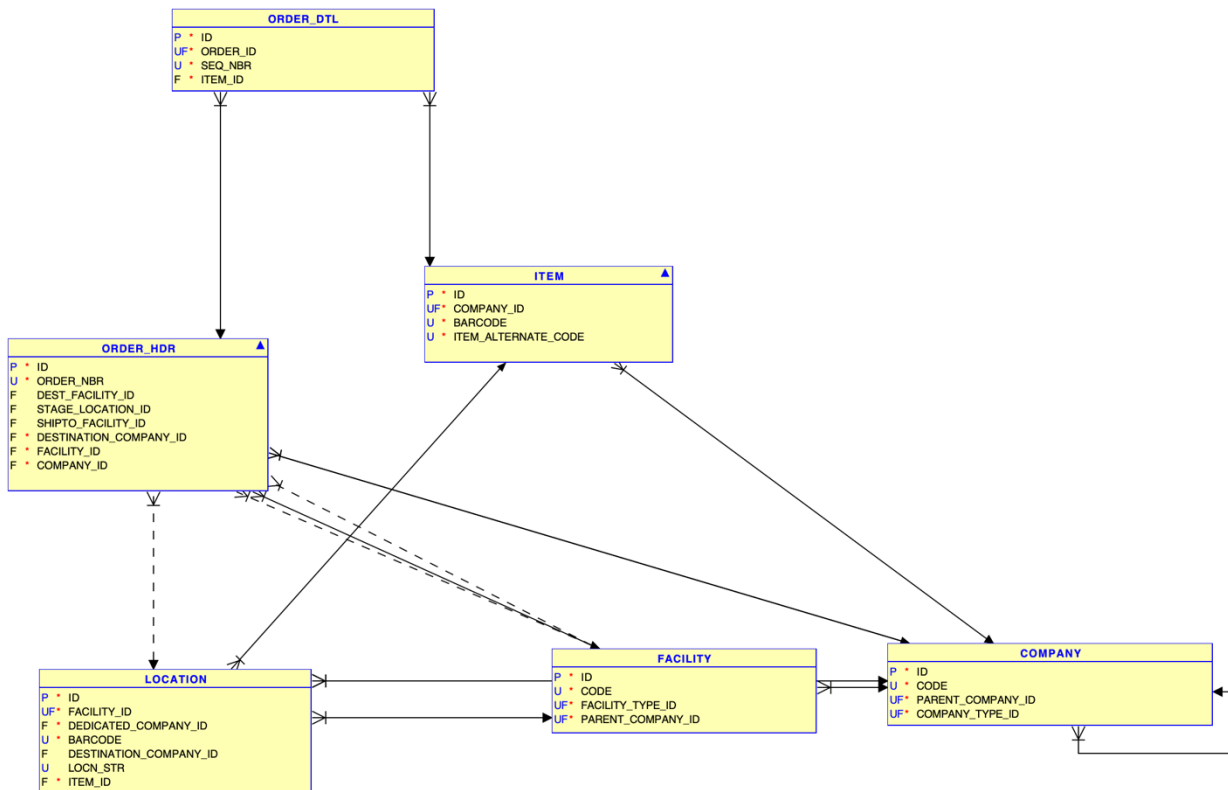 ORDER_DTL
P * ID
UF* ORDER_ID
U * SEQ_NBR
F * ITEM_ID
ITEM
P * ID
UF* COMPANY_ID
U * BARCODE
U * ITEM_ALTERNATE_CODE
ORDER_HDR
P * ID
U * ORDER_NBR
F DEST_FACILITY_ID
F STAGE_LOCATION_ID
F SHIPTO_FACILITY_ID
F * DESTINATION_COMPANY_ID
F * FACILITY_ID
F * COMPANY_ID
LOCATION
P * ID
UF* FACILITY_ID
F * DEDICATED_COMPANY_ID
U * BARCODE
F DESTINATION_COMPANY_ID
U LOCN_STR
F * ITEM_ID
FACILITY
P * ID
U * CODE
UF* FACILITY_TYPE_ID
UF* PARENT_COMPANY_ID
COMPANY
P * ID
U * CODE
UF* PARENT_COMPANY_ID
UF* COMPANY_TYPE_ID